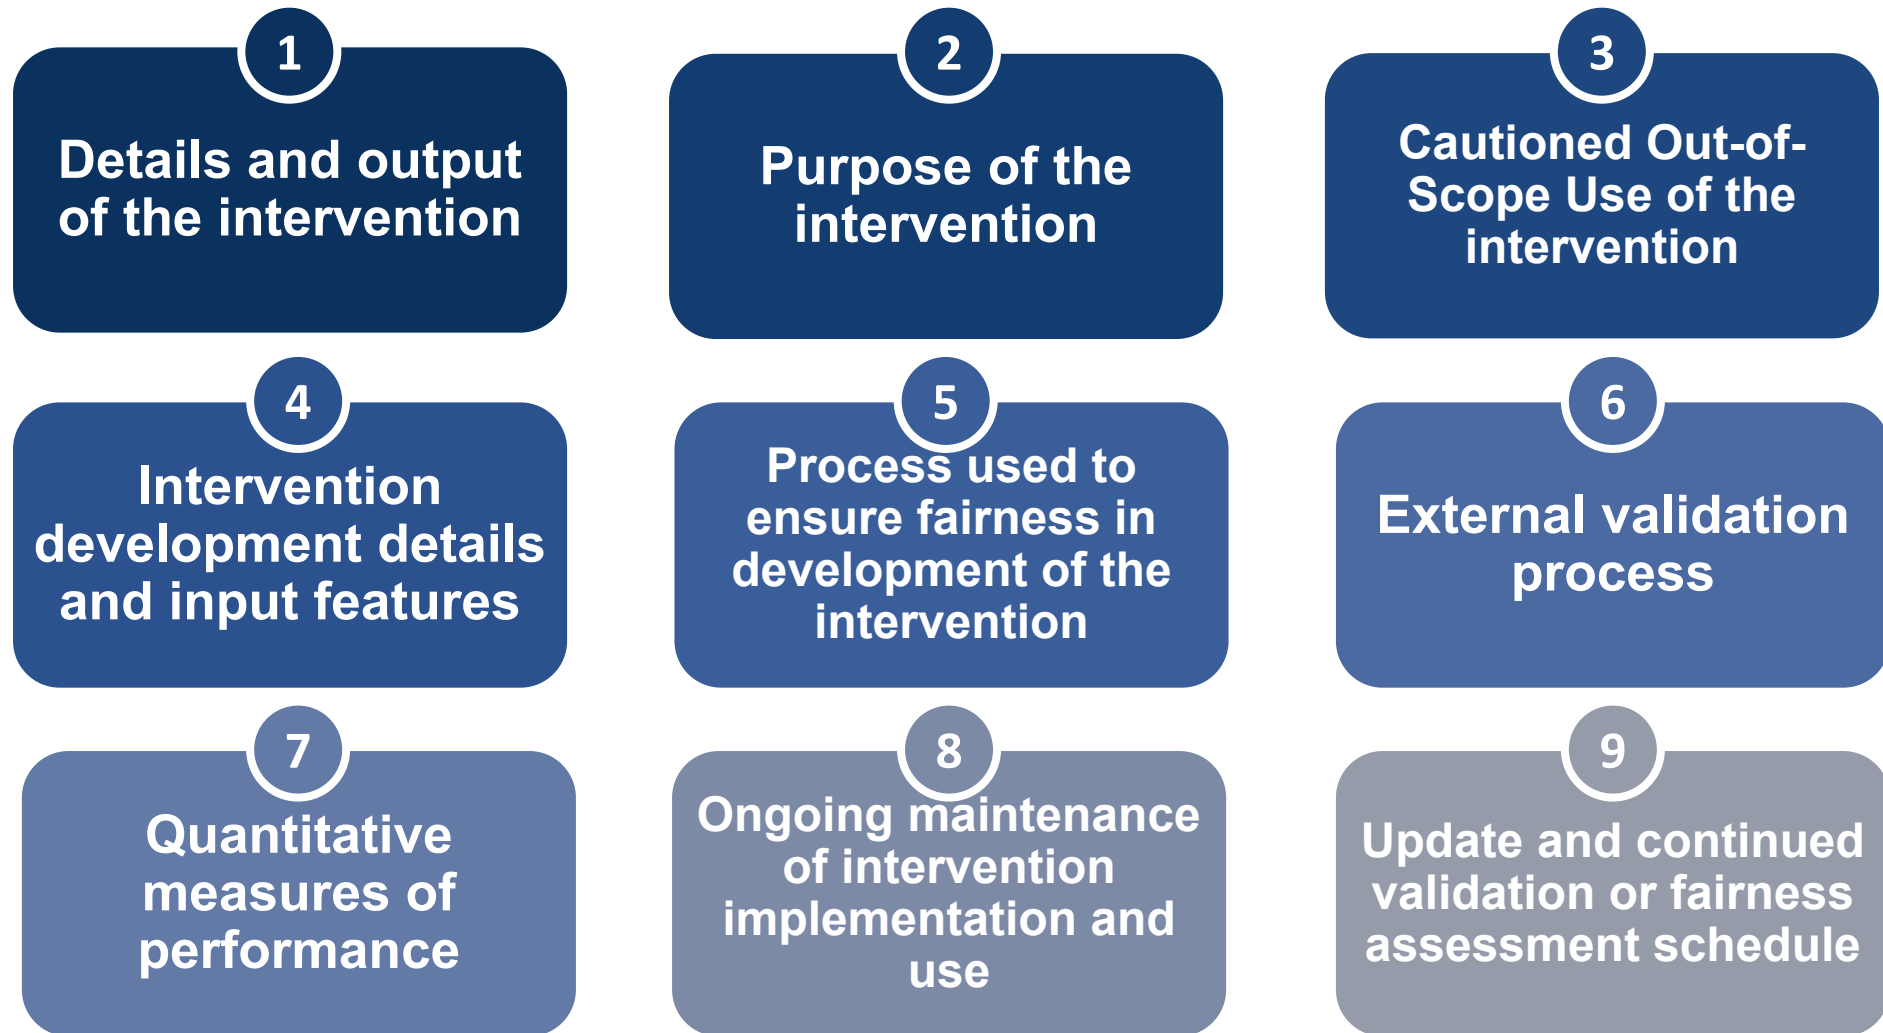 1
Details and output
of the intervention
2
Purpose of the
intervention
3
Cautioned Out-of-
Scope Use of the
intervention
4
Intervention
development details
and input features
5
Process used to
ensure fairness in
development of the
intervention
6
External validation
process
7
Quantitative
measures of
performance
8
Ongoing maintenance
of intervention
implementation and
use
9
Update and continued
validation or fairness
assessment schedule